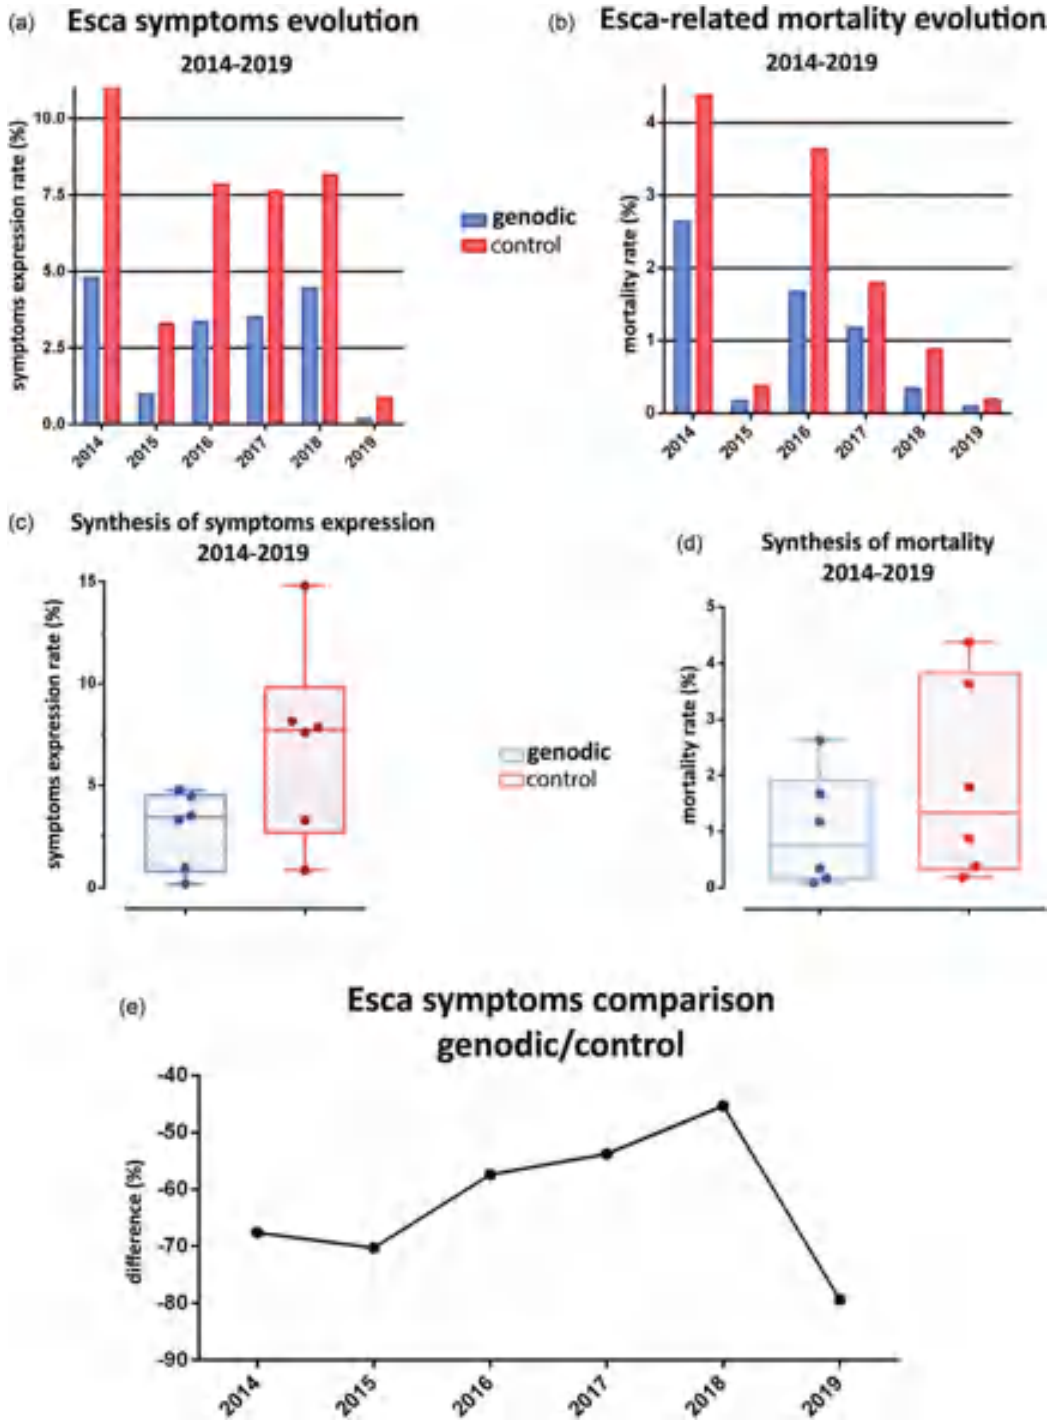 (a) Esca symptoms evolution
2014-2019
symptoms expression rate (%)
10.0
7.5
5.0
2.5
0.0
2014 2015 2016 2017 2018 2019
genodic
control
(b) Esca-related mortality evolution
2014-2019
mortality rate (%)
4
3
2
1
0
2014 2015 2016 2017 2018 2019
(c) Synthesis of symptoms expression
2014-2019
symptoms expression rate (%)
15
10
5
0
genodic
control
(d) Synthesis of mortality
2014-2019
mortality rate (%)
5
4
3
2
1
0
(e) Esca symptoms comparison
genodic/control
difference (%)
-40
-50
-60
-70
-80
-90
2014 2015 2016 2017 2018 2019